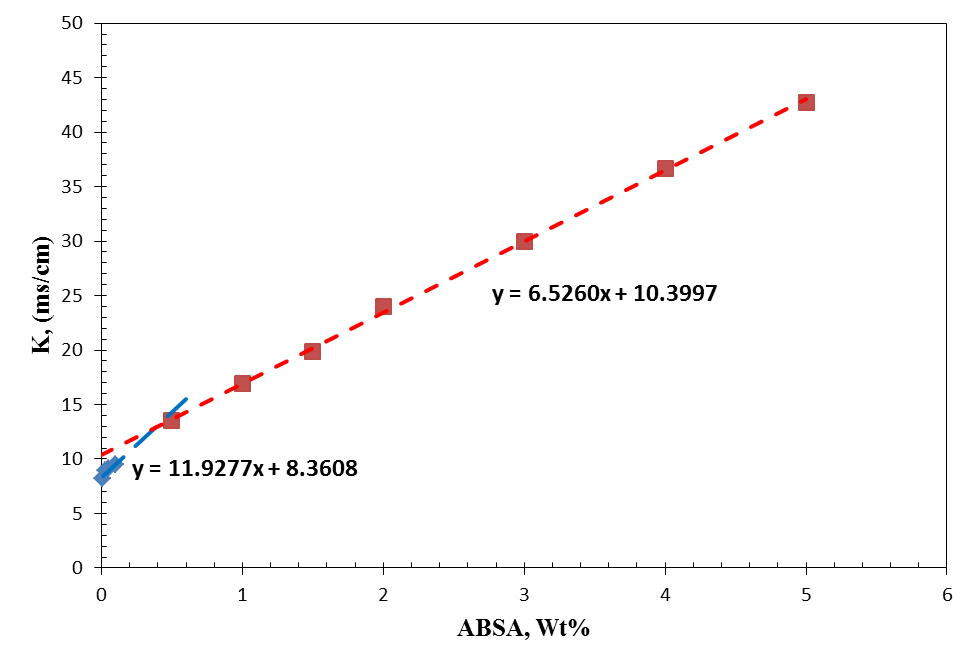 50
45
40
35
30
25
20
15
10
5
0
K, (ms/cm)
y = 6.5260x + 10.3997
y = 11.9277x + 8.3608
0 1 2 3 4 5 6
ABSA, Wt%